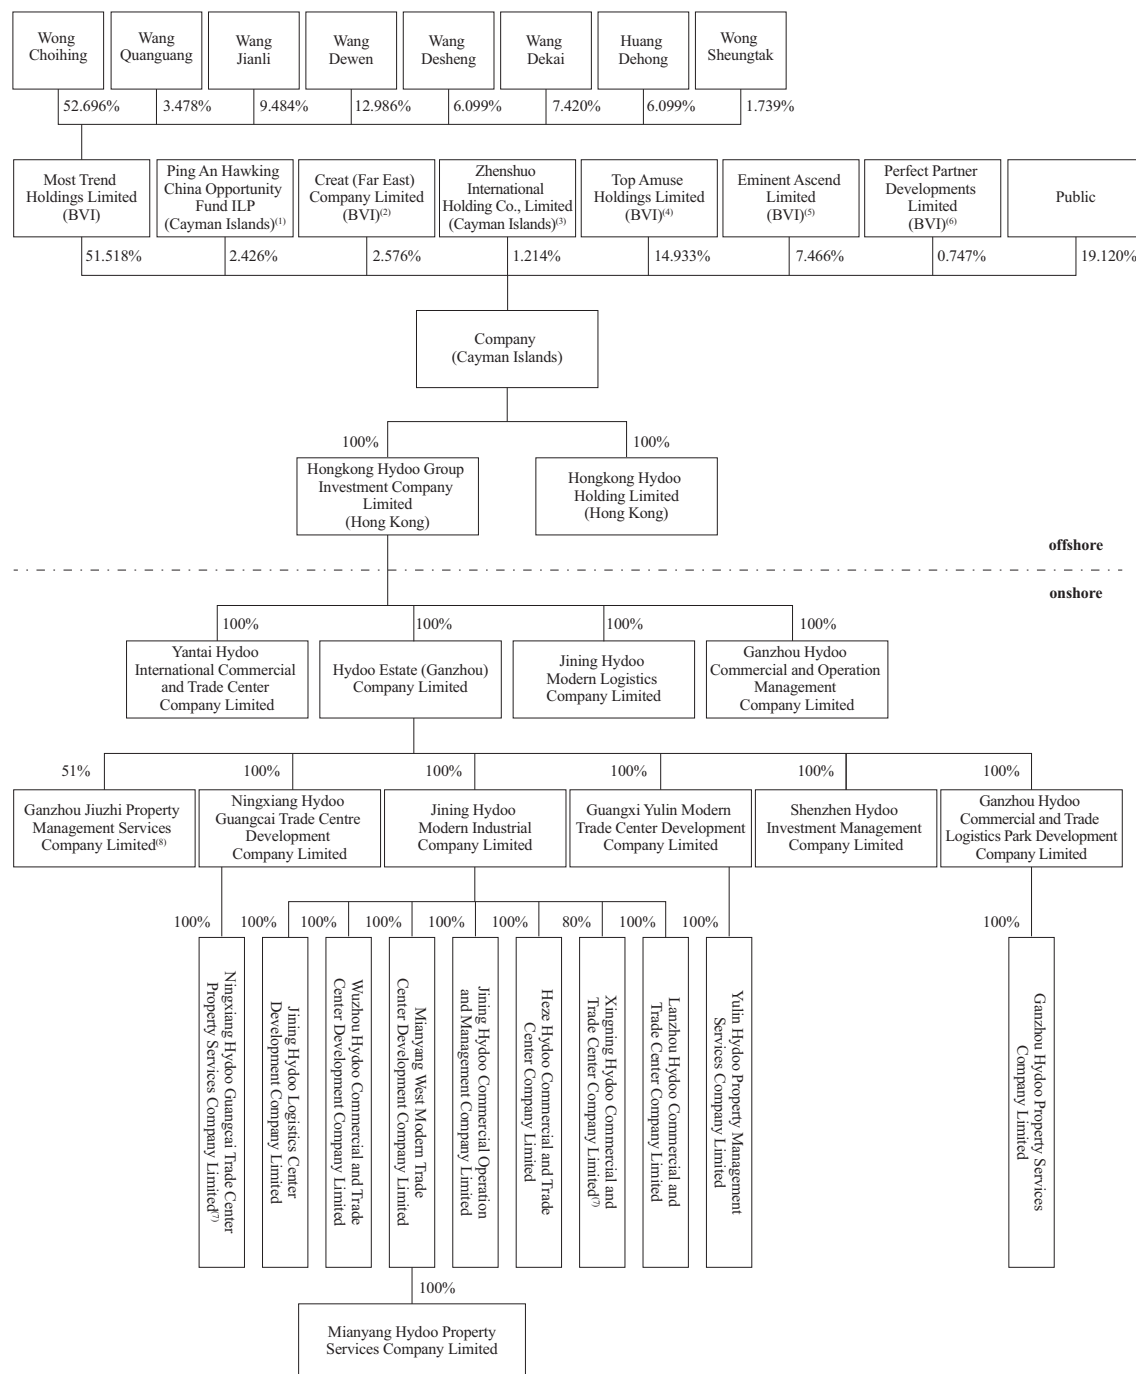 Wong
Choihing
Wang
Quanguang
Wang
Jianli
Wang
Dewen
Wang
Desheng
Wang
Dekai
Huang
Dehong
Wong
Sheungtak
52.696%
3.478%
9.484%
12.986%
6.099%
7.420%
6.099%
1.739%
Most Trend
Holdings Limited
(BVI)
Ping An Hawking
China Opportunity
Fund ILP
(Cayman Islands)(1)
Creat (Far East)
Company Limited
(BVI)(2)
Zhenshuo
International
Holding Co., Limited
(Cayman Islands)(3)
Top Amuse
Holdings Limited
(BVI)(4)
Eminent Ascend
Limited
(BVI)(5)
Perfect Partner
Developments
Limited
(BVI)(6)
Public
51.518%
2.426%
2.576%
1.214%
14.933%
7.466%
0.747%
19.120%
Company
(Cayman Islands)
100%
100%
Hongkong Hydoo Group
Investment Company
Limited
(Hong Kong)
Hongkong Hydoo
Holding Limited
(Hong Kong)
offshore
onshore
100%
100%
100%
100%
Yantai Hydoo
International Commercial
and Trade Center
Company Limited
Hydoo Estate (Ganzhou)
Company Limited
Jining Hydoo
Modern Logistics
Company Limited
Ganzhou Hydoo
Commercial and Operation
Management
Company Limited
51%
100%
100%
100%
100%
100%
Ganzhou Jiuzhi Property
Management Services
Company Limited(8)
Ningxiang Hydoo
Guangcai Trade Centre
Development
Company Limited
Jining Hydoo
Modern Industrial
Company Limited
Guangxi Yulin Modern
Trade Center Development
Company Limited
Shenzhen Hydoo
Investment Management
Company Limited
Ganzhou Hydoo
Commercial and Trade
Logistics Park Development
Company Limited
100%
100%
100%
100%
100%
100%
80%
100%
100%
100%
Ningxiang Hydoo Guangcai Trade Center
Property Services Company Limited(7)
Jining Hydoo Logistics Center
Development Company Limited
Wuzhou Hydoo Commercial and Trade
Center Development Company Limited
Mianyang West Modern Trade
Center Development Company Limited
Jining Hydoo Commercial Operation
and Management Company Limited
Heze Hydoo Commercial and Trade
Center Company Limited
Xingning Hydoo Commercial and
Trade Center Company Limited(7)
Lanzhou Hydoo Commercial and
Trade Center Company Limited
Yulin Hydoo Property Management
Services Company Limited
Ganzhou Hydoo Property Services
Company Limited
100%
Mianyang Hydoo Property
Services Company Limited